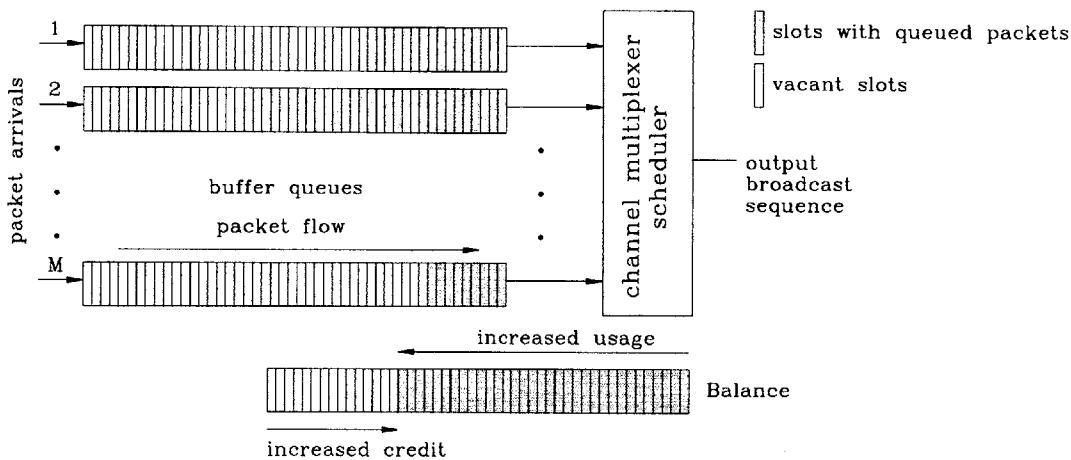 1
slots with queued packets
2
vacant slots
packet arrivals
buffer queues
packet flow
M
channel multiplexer
scheduler
output
broadcast
sequence
increased usage
Balance
increased credit